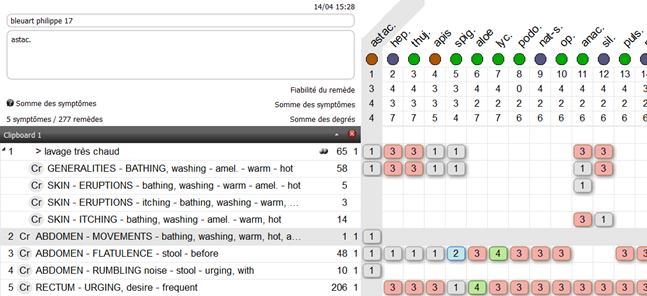 14/04 15:28
bleuart philippe 17
astac.
Fiabilité du remède
Somme des symptômes Somme des symptômes
5 symptômes / 277 remèdes Somme des degrés
astac. hep. thuj. apis spig. aloe lyc. podo. nat-s. op. anac. sil. puls.
1 2 3 4 5 6 7 8 9 10 11 12 13 14
3 4 4 3 4 4 4 0 4 4 4 4 4
4 3 3 3 3 2 2 2 2 2 2 2 2
4 7 7 5 4 7 7 6 6 6 7 7 6
Clipboard 1
1 > lavage très chaud 65 1 1 3 3 1 1 3 3
Cr GENERALITIES - BATHING, washing - amel. - warm - hot 58 1 3 3 1 1 1 3
Cr SKIN - ERUPTIONS - bathing, washing - warm - amel. - hot 5 1
Cr SKIN - ERUPTIONS - itching - bathing - washing - warm, ... 3
Cr SKIN - ITCHING - bathing - amel. - warm, hot 14 3 1
2 Cr ABDOMEN - MOVEMENTS - bathing, washing, warm, hot, a... 1 1 1
3 Cr ABDOMEN - FLATULENCE - stool - before 48 1 1 1 1 1 2 3 4 3 3 3 3 3
4 Cr ABDOMEN - RUMBLING noise - stool - urging, with 10 1 1
5 Cr RECTUM - URGING, desire - frequent 206 1 3 3 3 1 4 3 3 3 3 3 3 3 3